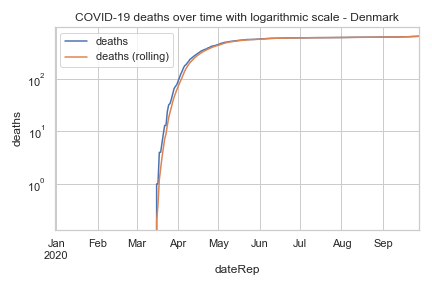 COVID-19 deaths over time with logarithmic scale - Denmark
deaths
deaths (rolling)
10²
10¹
10⁰
deaths
Jan Feb Mar Apr May Jun Jul Aug Sep
2020
dateRep